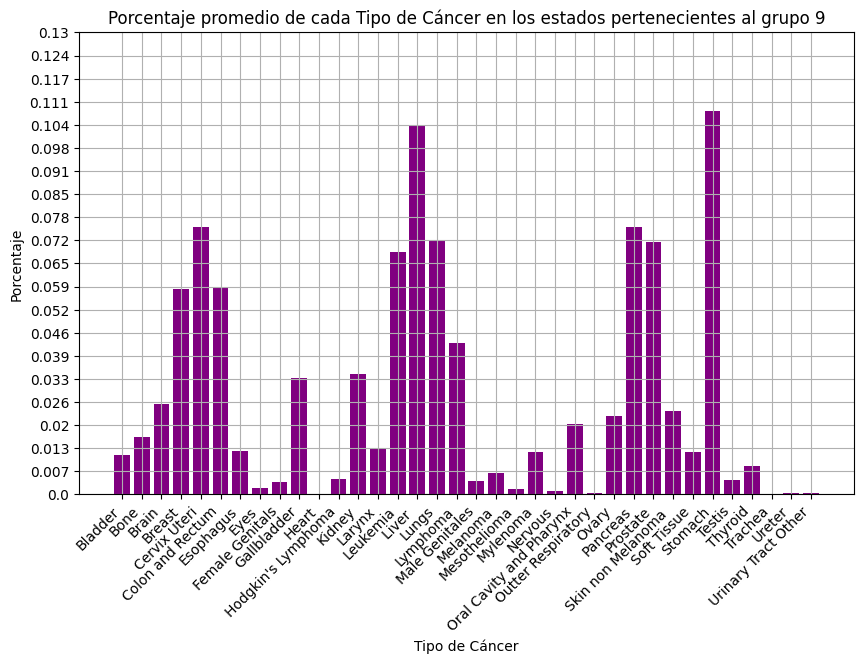 Porcentaje promedio de cada Tipo de Cáncer en los estados pertenecientes al grupo 9
Porcentaje
0.13
0.124
0.117
0.111
0.104
0.098
0.091
0.085
0.078
0.072
0.065
0.059
0.052
0.046
0.039
0.033
0.026
0.02
0.013
0.007
0.0
Bladder
Bone
Brain
Breast
Cervix Uteri
Colon and Rectum
Esophagus
Eyes
Female Genitals
Gallbladder
Heart
Hodgkin's Lymphoma
Kidney
Larynx
Leukemia
Liver
Lungs
Lymphoma
Male Genitales
Melanoma
Mesothelioma
Mylenoma
Nervous
Oral Cavity and Pharynx
Outter Respiratory
Ovary
Pancreas
Prostate
Skin non Melanoma
Soft Tissue
Stomach
Testis
Thyroid
Trachea
Ureter
Urinary Tract Other
Tipo de Cáncer